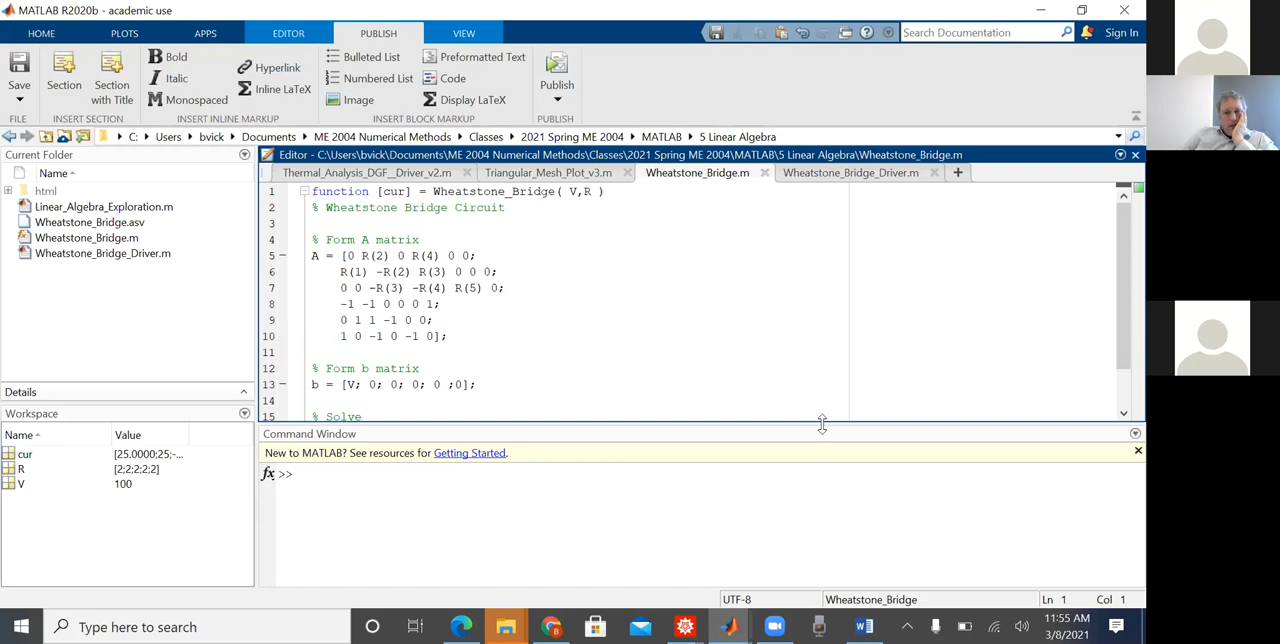 MATLAB R2020b - academic use
HOME PLOTS APPS EDITOR PUBLISH VIEW Search Documentation Sign In
Save Section Section with Title
Bold
Italic
Monospaced
Hyperlink
Inline LaTeX
Bulleted List
Numbered List
Image
Preformatted Text
Code
Display LaTeX
Publish
FILE INSERT SECTION INSERT INLINE MARKUP INSERT BLOCK MARKUP PUBLISH
C: Users bvick Documents ME 2004 Numerical Methods Classes 2021 Spring ME 2004 MATLAB 5 Linear Algebra
Current Folder
Name
html
Linear_Algebra_Exploration.m
Wheatstone_Bridge.asv
Wheatstone_Bridge.m
Wheatstone_Bridge_Driver.m
Details
Workspace
Name Value
cur [25.0000;25;-...
R [2;2;2;2;2]
V 100
Editor - C:\Users\bvick\Documents\ME 2004 Numerical Methods\Classes\2021 Spring ME 2004\MATLAB\5 Linear Algebra\Wheatstone_Bridge.m
Thermal_Analysis_DGF__Driver_v2.m Triangular_Mesh_Plot_v3.m Wheatstone_Bridge.m Wheatstone_Bridge_Driver.m
1 function [cur] = Wheatstone_Bridge( V,R )
2 % Wheatstone Bridge Circuit
3
4 % Form A matrix
5 A = [0 R(2) 0 R(4) 0 0;
6 R(1) -R(2) R(3) 0 0 0;
7 0 0 -R(3) -R(4) R(5) 0;
8 -1 -1 0 0 0 1;
9 0 1 1 -1 0 0;
10 1 0 -1 0 -1 0];
11
12 % Form b matrix
13 b = [V; 0; 0; 0; 0 ;0];
14
15 % Solve
Command Window
New to MATLAB? See resources for Getting Started.
fx >>
UTF-8 Wheatstone_Bridge Ln 1 Col 1
Type here to search
11:55 AM
3/8/2021